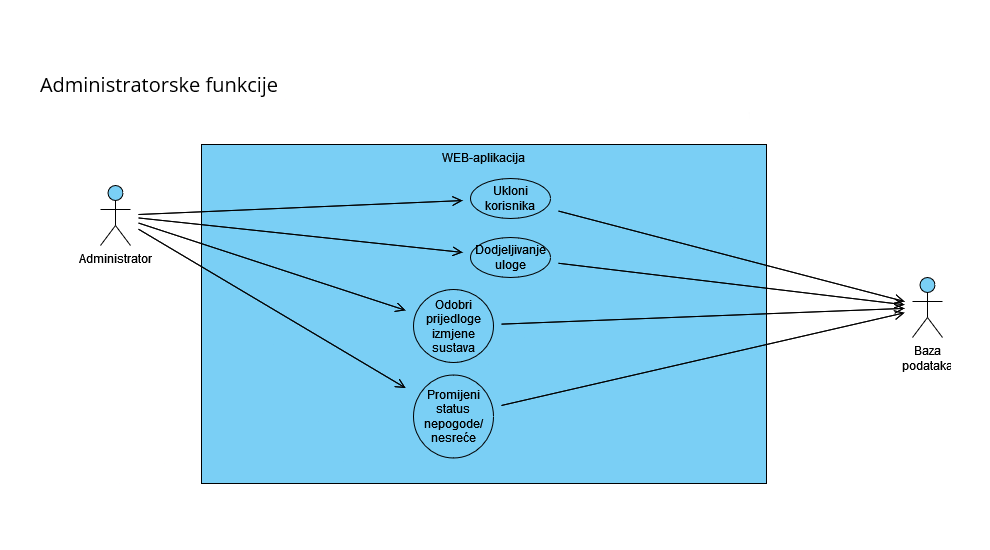 Administratorske funkcije
WEB-aplikacija
Ukloni
korisnika
Administrator
Dodjeljivanje
uloge
Odobri
prijedloge
izmjene
sustava
Baza
podataka
Promijeni
status
nepogode/
nesreće